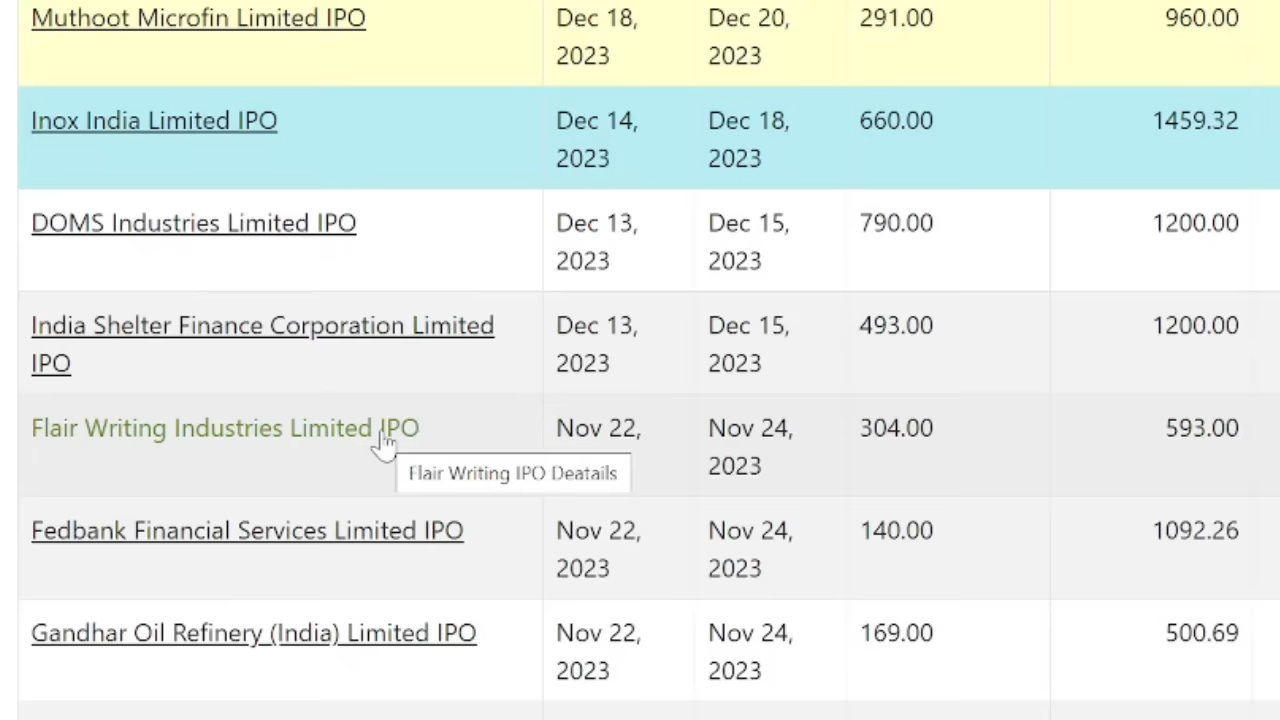 Muthoot Microfin Limited IPO Dec 18, Dec 20, 291.00 960.00
2023 2023
Inox India Limited IPO Dec 14, Dec 18, 660.00 1459.32
2023 2023
DOMS Industries Limited IPO Dec 13, Dec 15, 790.00 1200.00
2023 2023
India Shelter Finance Corporation Limited Dec 13, Dec 15, 493.00 1200.00
IPO 2023 2023
Flair Writing Industries Limited IPO Nov 22, Nov 24, 304.00 593.00
Flair Writing IPO Deatails 2023
Fedbank Financial Services Limited IPO Nov 22, Nov 24, 140.00 1092.26
2023 2023
Gandhar Oil Refinery (India) Limited IPO Nov 22, Nov 24, 169.00 500.69
2023 2023